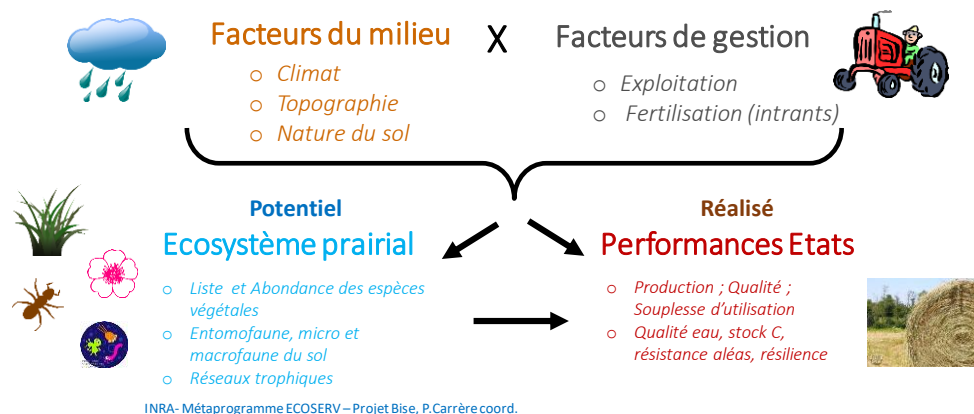 Facteurs du milieu X Facteurs de gestion
o Climat
o Topographie
o Nature du sol
o Exploitation
o Fertilisation (intrants)
Potentiel
Ecosystème prairial
o Liste et Abondance des espèces
végétales
o Entomofaune, micro et
macrofaune du sol
o Réseaux trophiques
Réalisé
Performances Etats
o Production ; Qualité ;
Souplesse d'utilisation
o Qualité eau, stock C,
résistance aléas, résilience
INRA- Métaprogramme ECOSERV – Projet Bise, P.Carrère coord.